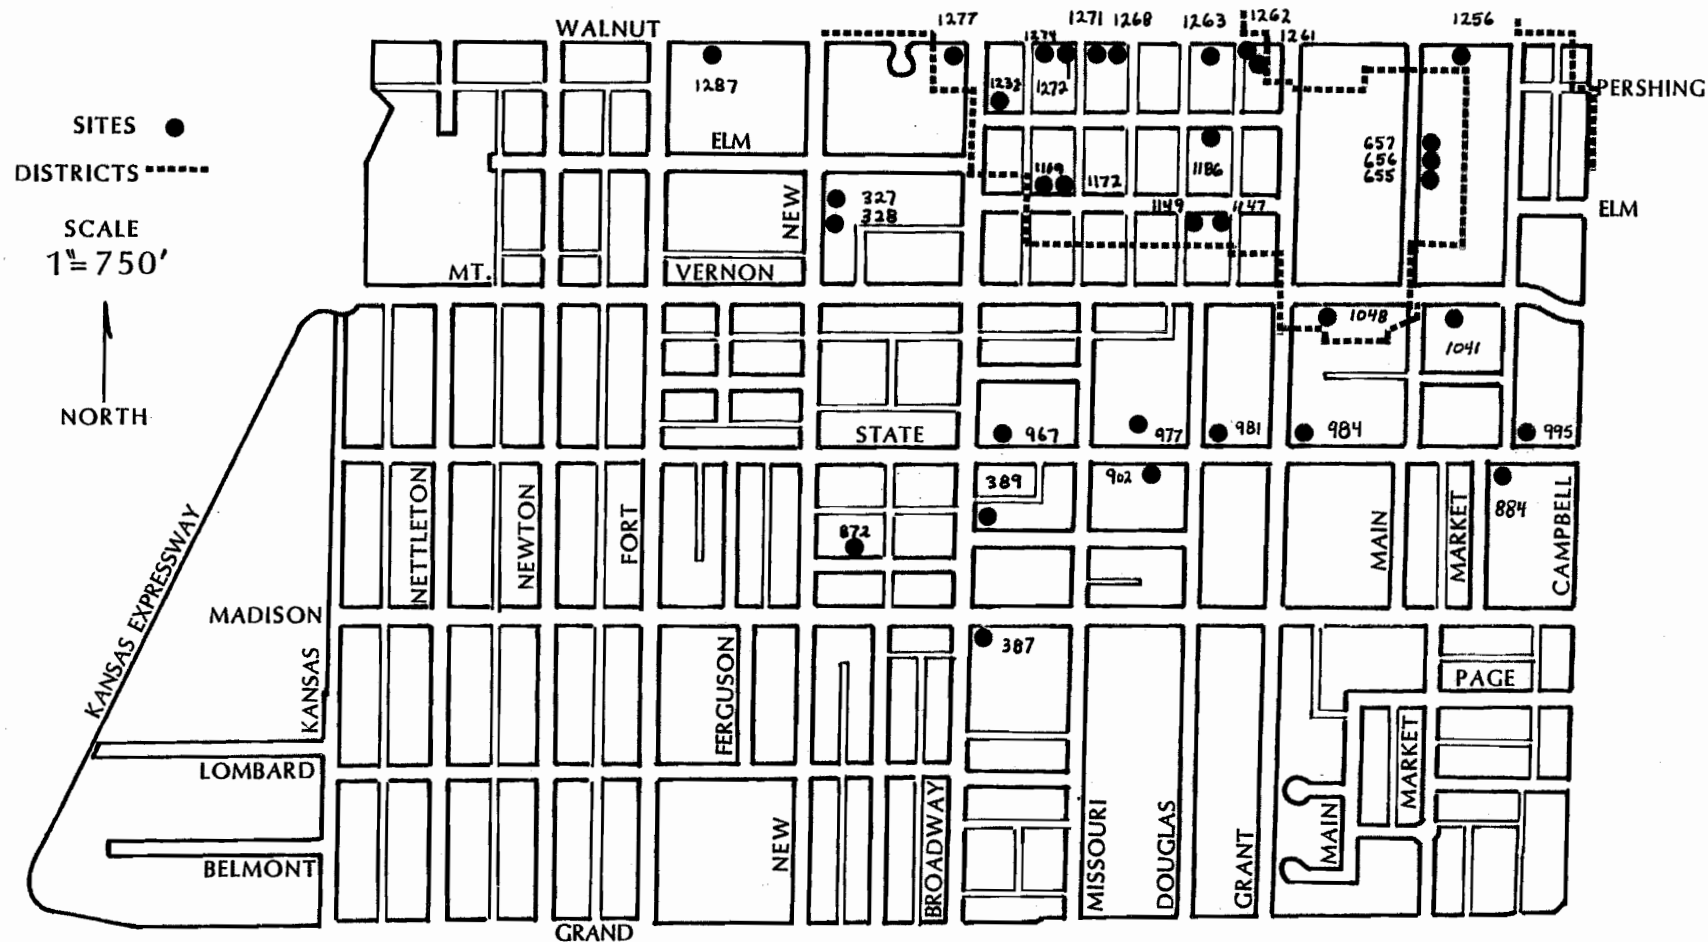 WALNUT
1277
1271 1268
1263
1262
1261
1256
1274
1287
1232
1272
PERSHING
SITES
ELM
DISTRICTS
657
656
655
1169
1172
1186
327
328
NEW
1149
1147
ELM
SCALE
1"=750'
MT.
VERNON
1048
1041
NORTH
STATE
967
977
981
984
995
389
902
884
872
NETTLETON
NEWTON
FORT
MAIN
MARKET
CAMPBELL
KANSAS EXPRESSWAY
MADISON
KANSAS
FERGUSON
387
PAGE
LOMBARD
MARKET
BELMONT
NEW
BROADWAY
MISSOURI
DOUGLAS
GRANT
MAIN
GRAND